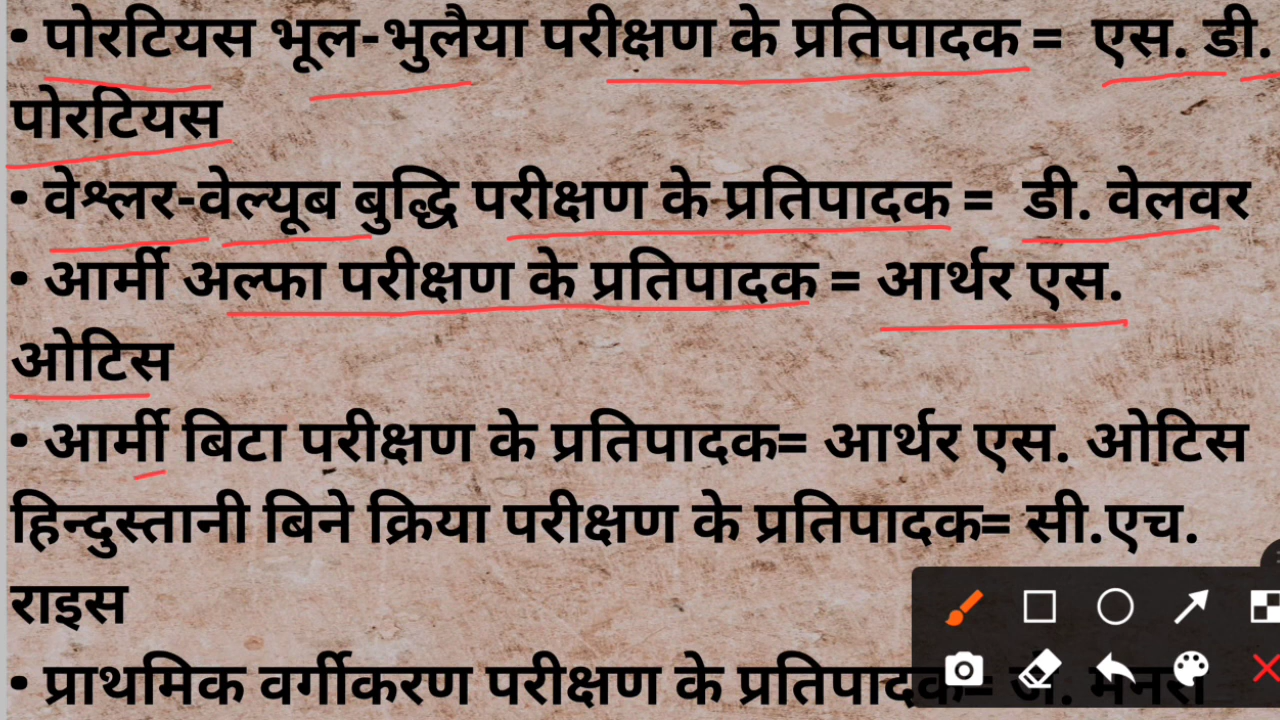 • पोरटियस भूल-भुलैया परीक्षण के प्रतिपादक = एस. डी.
पोरटियस
• वेश्लर-वेल्यूब बुद्धि परीक्षण के प्रतिपादक = डी. वेलवर
• आर्मी अल्फा परीक्षण के प्रतिपादक = आर्थर एस.
ओटिस
• आर्मी बिटा परीक्षण के प्रतिपादक= आर्थर एस. ओटिस
हिन्दुस्तानी बिने क्रिया परीक्षण के प्रतिपादक= सी.एच.
राइस
• प्राथमिक वर्गीकरण परीक्षण के प्रतिपादक= जे.